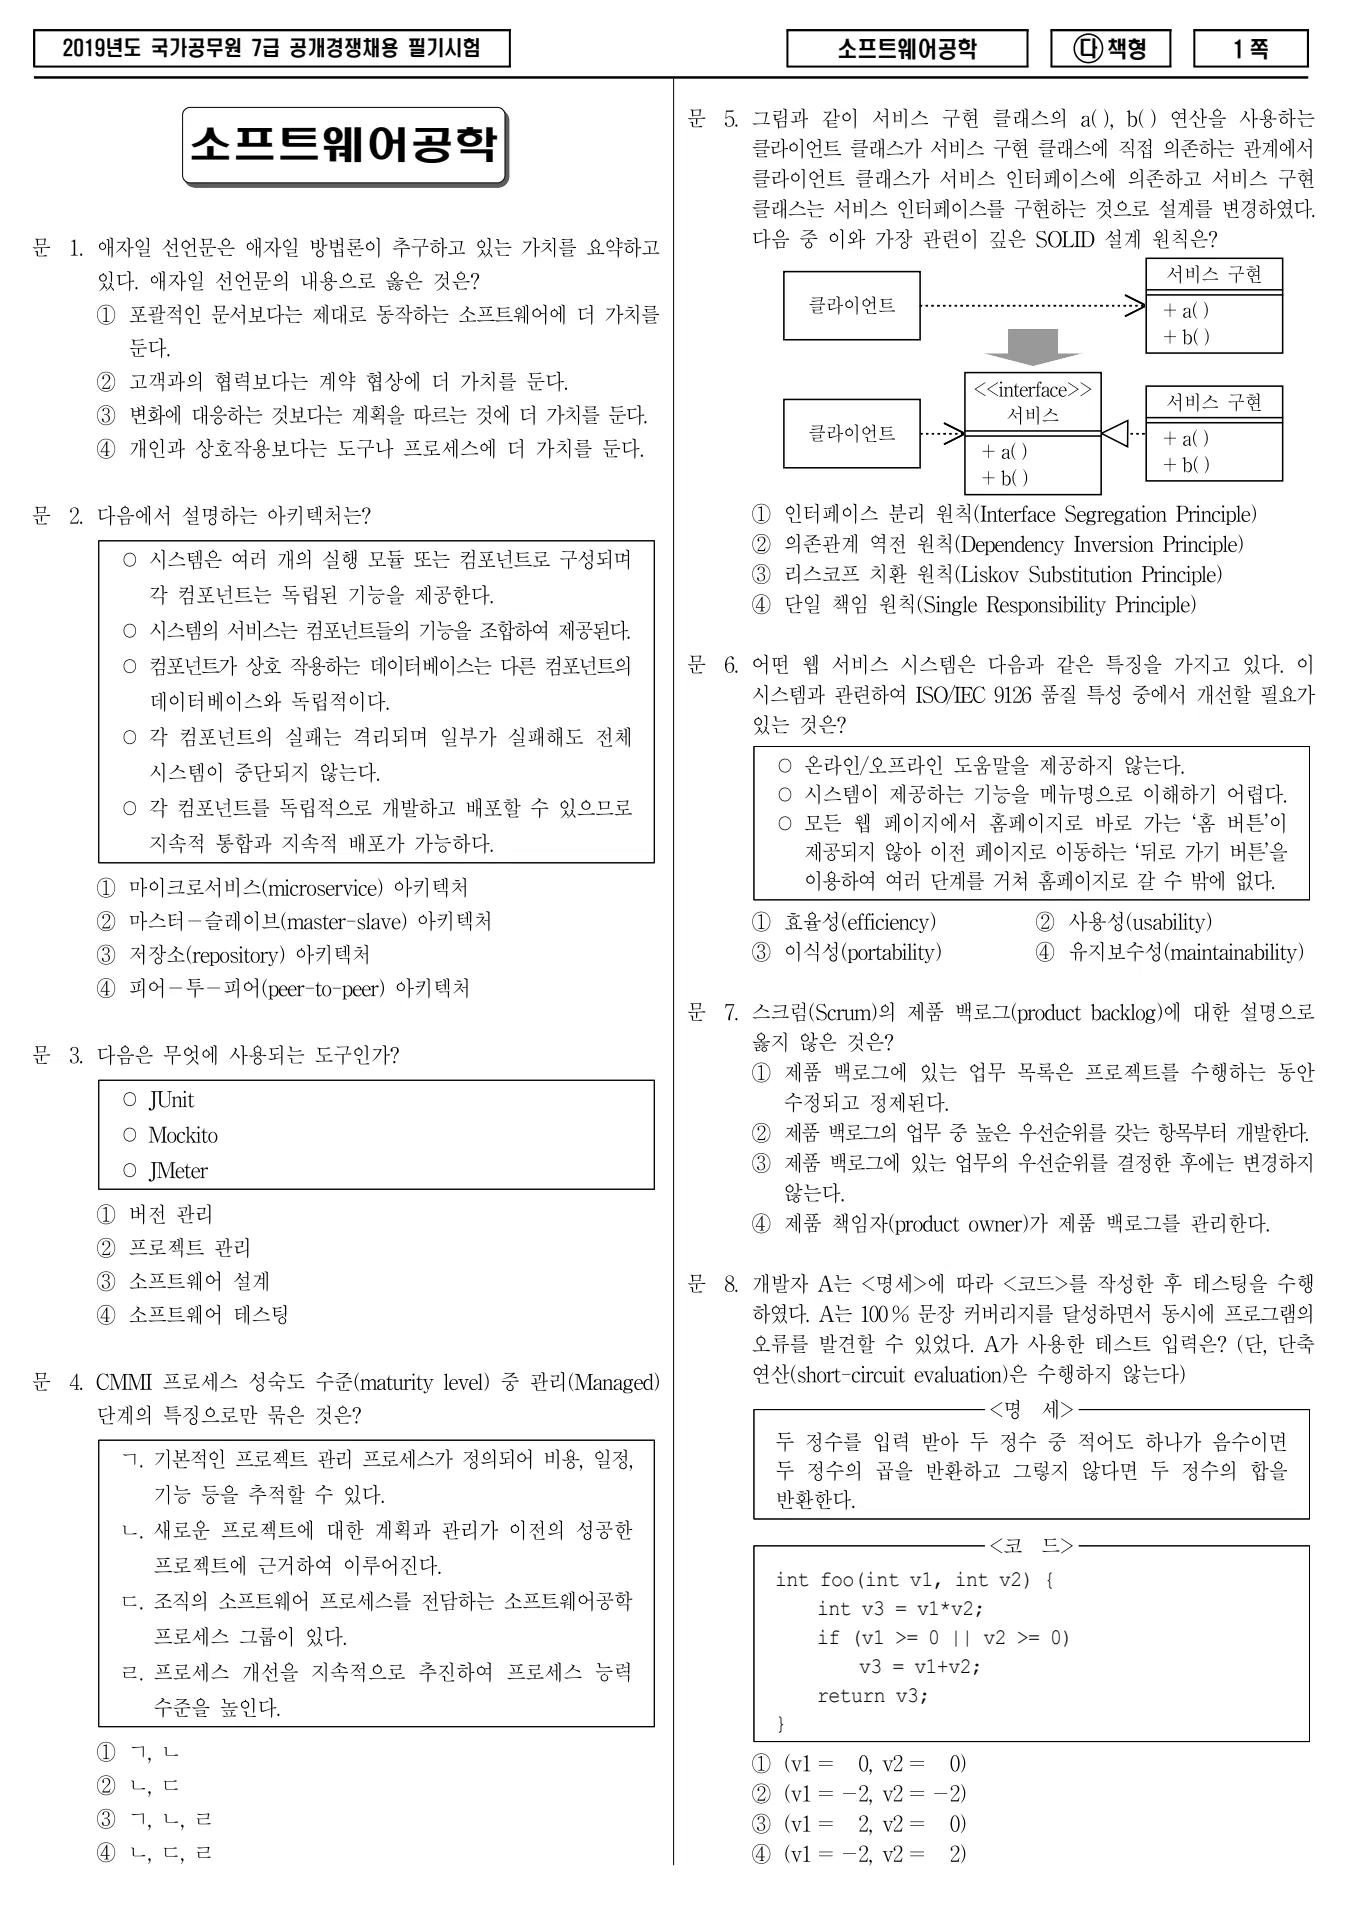 2019년도 국가공무원 7급 공개경쟁채용 필기시험
소프트웨어공학
다 책형
1 쪽
소프트웨어공학
문 1. 애자일 선언문은 애자일 방법론이 추구하고 있는 가치를 요약하고
있다. 애자일 선언문의 내용으로 옳은 것은?
① 포괄적인 문서보다는 제대로 동작하는 소프트웨어에 더 가치를
둔다.
② 고객과의 협력보다는 계약 협상에 더 가치를 둔다.
③ 변화에 대응하는 것보다는 계획을 따르는 것에 더 가치를 둔다.
④ 개인과 상호작용보다는 도구나 프로세스에 더 가치를 둔다.
문 2. 다음에서 설명하는 아키텍처는?
○ 시스템은 여러 개의 실행 모듈 또는 컴포넌트로 구성되며
각 컴포넌트는 독립된 기능을 제공한다.
○ 시스템의 서비스는 컴포넌트들의 기능을 조합하여 제공된다.
○ 컴포넌트가 상호 작용하는 데이터베이스는 다른 컴포넌트의
데이터베이스와 독립적이다.
○ 각 컴포넌트의 실패는 격리되며 일부가 실패해도 전체
시스템이 중단되지 않는다.
○ 각 컴포넌트를 독립적으로 개발하고 배포할 수 있으므로
지속적 통합과 지속적 배포가 가능하다.
① 마이크로서비스(microservice) 아키텍처
② 마스터－슬레이브(master-slave) 아키텍처
③ 저장소(repository) 아키텍처
④ 피어－투－피어(peer-to-peer) 아키텍처
문 3. 다음은 무엇에 사용되는 도구인가?
○ JUnit
○ Mockito
○ JMeter
① 버전 관리
② 프로젝트 관리
③ 소프트웨어 설계
④ 소프트웨어 테스팅
문 4. CMMI 프로세스 성숙도 수준(maturity level) 중 관리(Managed)
단계의 특징으로만 묶은 것은?
ㄱ. 기본적인 프로젝트 관리 프로세스가 정의되어 비용, 일정,
기능 등을 추적할 수 있다.
ㄴ. 새로운 프로젝트에 대한 계획과 관리가 이전의 성공한
프로젝트에 근거하여 이루어진다.
ㄷ. 조직의 소프트웨어 프로세스를 전담하는 소프트웨어공학
프로세스 그룹이 있다.
ㄹ. 프로세스 개선을 지속적으로 추진하여 프로세스 능력
수준을 높인다.
① ㄱ, ㄴ
② ㄴ, ㄷ
③ ㄱ, ㄴ, ㄹ
④ ㄴ, ㄷ, ㄹ
문 5. 그림과 같이 서비스 구현 클래스의 a( ), b( ) 연산을 사용하는
클라이언트 클래스가 서비스 구현 클래스에 직접 의존하는 관계에서
클라이언트 클래스가 서비스 인터페이스에 의존하고 서비스 구현
클래스는 서비스 인터페이스를 구현하는 것으로 설계를 변경하였다.
다음 중 이와 가장 관련이 깊은 SOLID 설계 원칙은?
클라이언트
서비스 구현
+ a( )
+ b( )
클라이언트
<<interface>>
서비스
+ a( )
+ b( )
서비스 구현
+ a( )
+ b( )
① 인터페이스 분리 원칙(Interface Segregation Principle)
② 의존관계 역전 원칙(Dependency Inversion Principle)
③ 리스코프 치환 원칙(Liskov Substitution Principle)
④ 단일 책임 원칙(Single Responsibility Principle)
문 6. 어떤 웹 서비스 시스템은 다음과 같은 특징을 가지고 있다. 이
시스템과 관련하여 ISO/IEC 9126 품질 특성 중에서 개선할 필요가
있는 것은?
○ 온라인/오프라인 도움말을 제공하지 않는다.
○ 시스템이 제공하는 기능을 메뉴명으로 이해하기 어렵다.
○ 모든 웹 페이지에서 홈페이지로 바로 가는 ‘홈 버튼’이
제공되지 않아 이전 페이지로 이동하는 ‘뒤로 가기 버튼’을
이용하여 여러 단계를 거쳐 홈페이지로 갈 수 밖에 없다.
① 효율성(efficiency) ② 사용성(usability)
③ 이식성(portability) ④ 유지보수성(maintainability)
문 7. 스크럼(Scrum)의 제품 백로그(product backlog)에 대한 설명으로
옳지 않은 것은?
① 제품 백로그에 있는 업무 목록은 프로젝트를 수행하는 동안
수정되고 정제된다.
② 제품 백로그의 업무 중 높은 우선순위를 갖는 항목부터 개발한다.
③ 제품 백로그에 있는 업무의 우선순위를 결정한 후에는 변경하지
않는다.
④ 제품 책임자(product owner)가 제품 백로그를 관리한다.
문 8. 개발자 A는 <명세>에 따라 <코드>를 작성한 후 테스팅을 수행
하였다. A는 100 % 문장 커버리지를 달성하면서 동시에 프로그램의
오류를 발견할 수 있었다. A가 사용한 테스트 입력은? (단, 단축
연산(short-circuit evaluation)은 수행하지 않는다)
<명 세>
두 정수를 입력 받아 두 정수 중 적어도 하나가 음수이면
두 정수의 곱을 반환하고 그렇지 않다면 두 정수의 합을
반환한다.
<코 드>
int foo(int v1, int v2) {
int v3 = v1*v2;
if (v1 >= 0 || v2 >= 0)
v3 = v1+v2;
return v3;
}
① (v1 = 0, v2 = 0)
② (v1 = －2, v2 = －2)
③ (v1 = 2, v2 = 0)
④ (v1 = －2, v2 = 2)